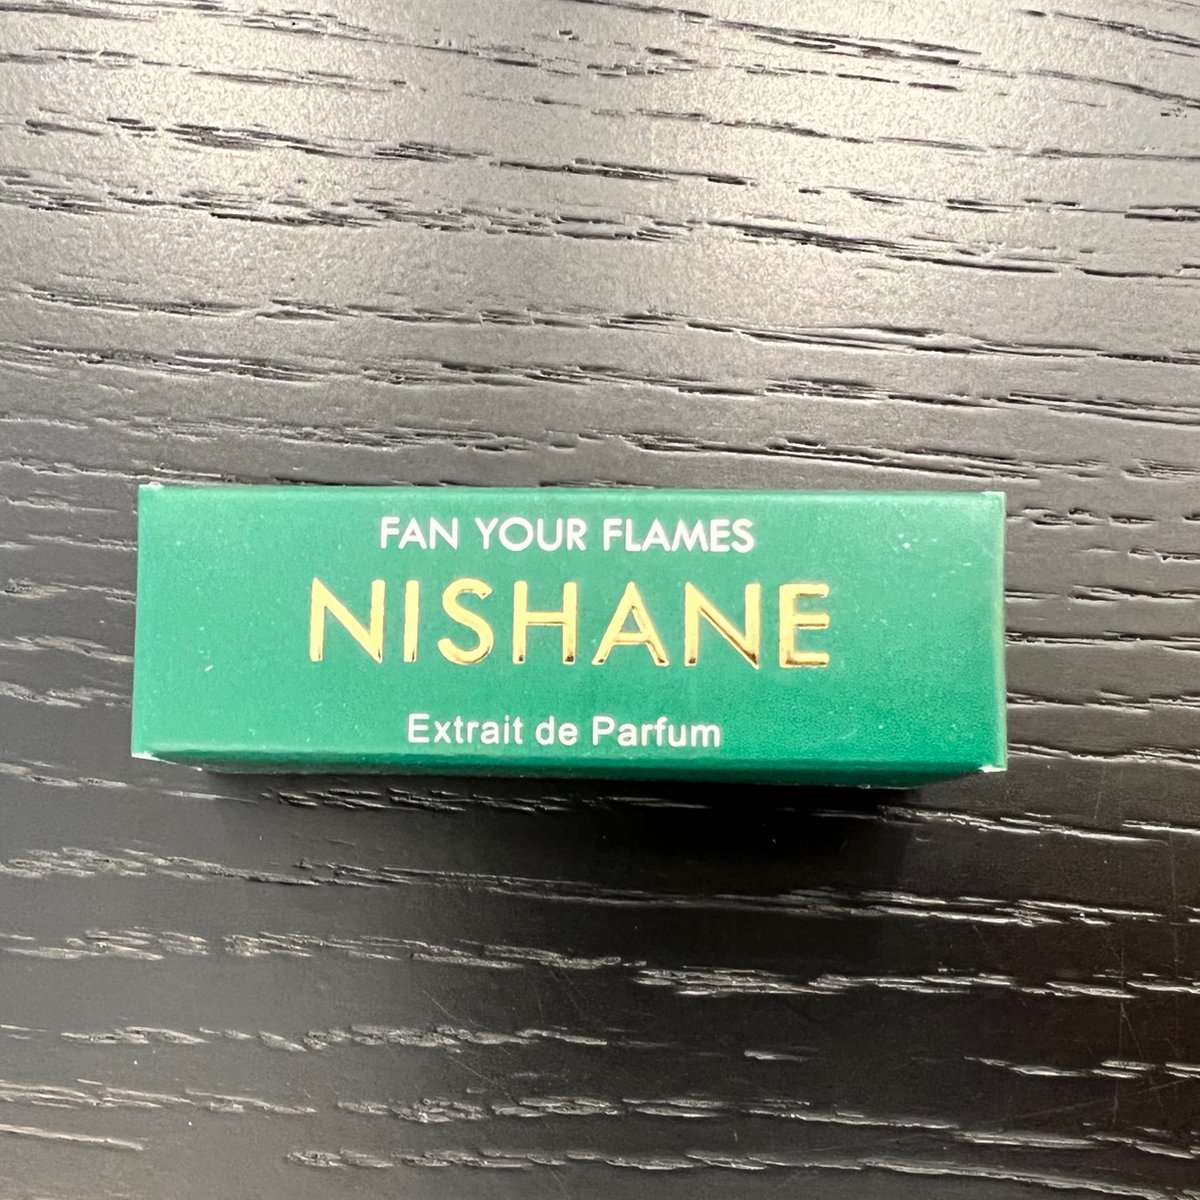 FAN YOUR FLAMES
NISHANE
Extrait de Parfum